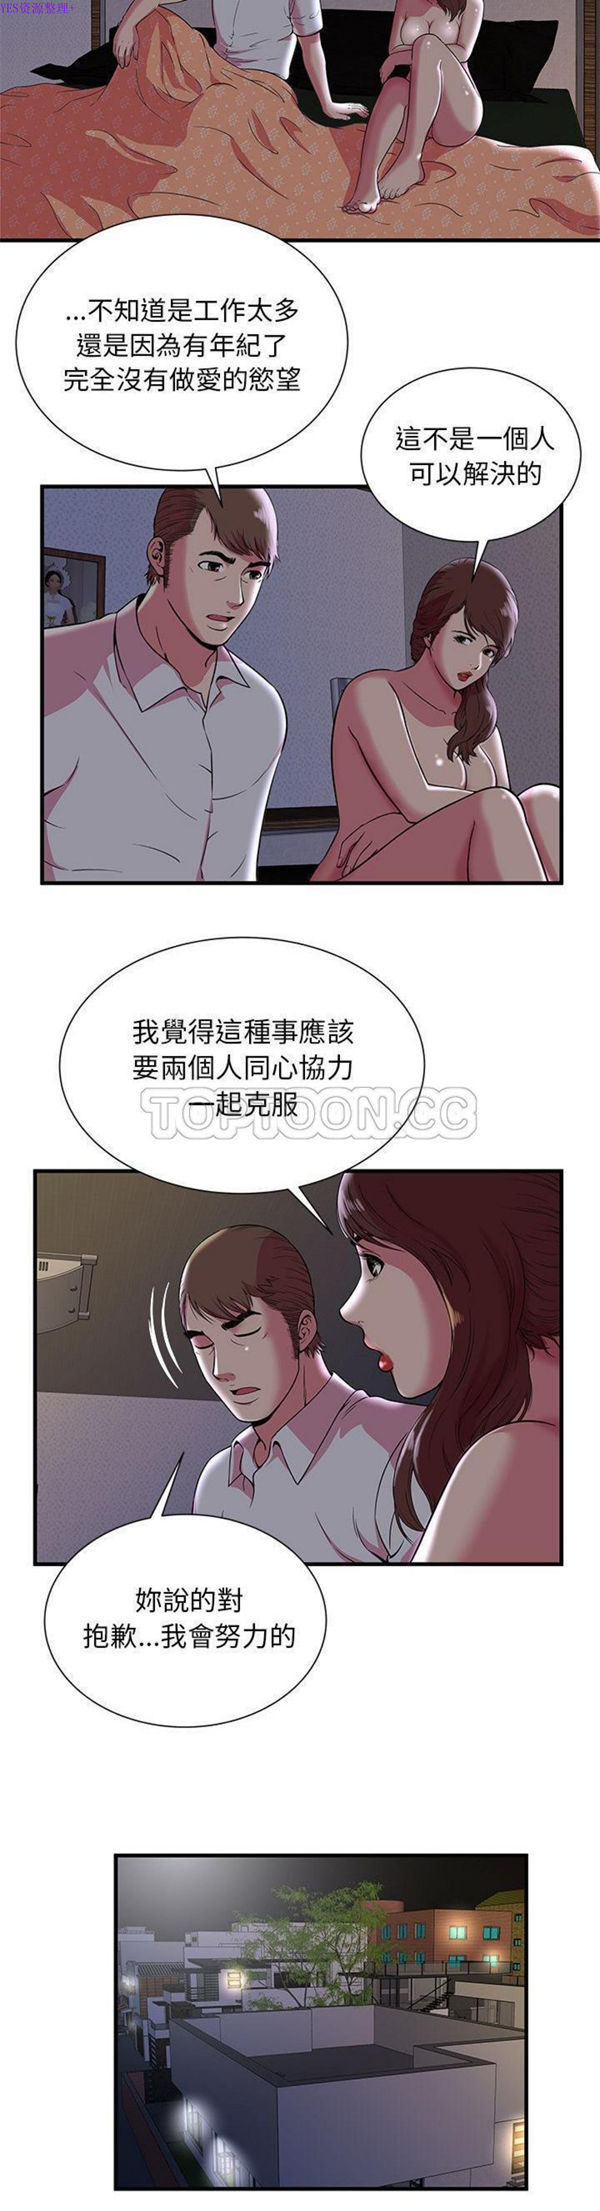 YES资源整理+
...不知道是工作太多
還是因為有年紀了
完全沒有做愛的慾望
這不是一個人
可以解決的
我覺得這種事應該
要兩個人同心協力
一起克服
TOPTOON.CC
妳說的對
抱歉...我會努力的